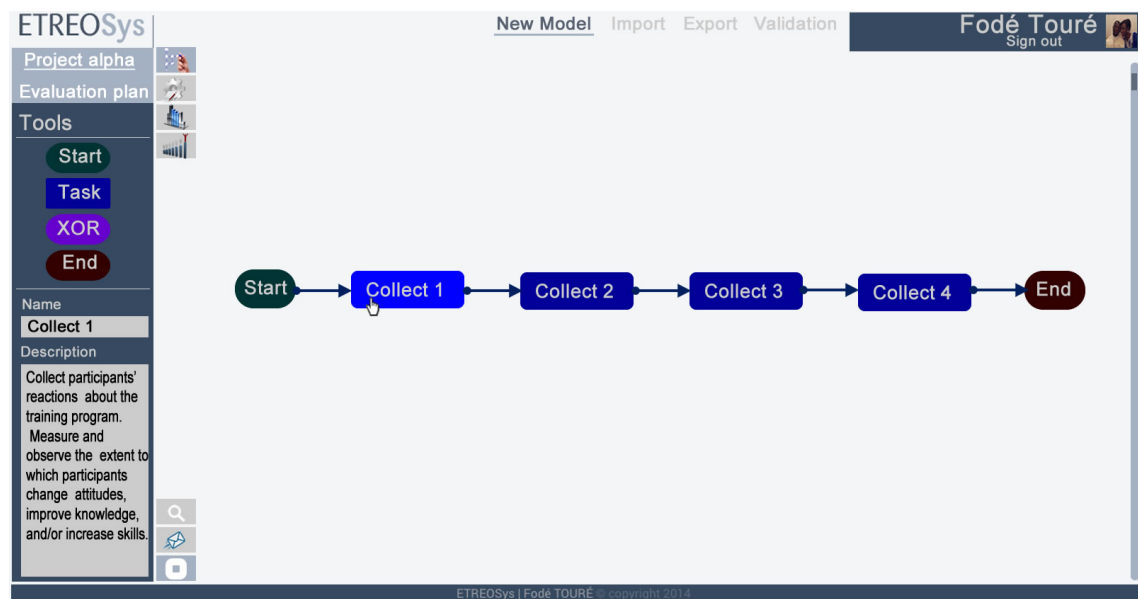 ETREOSys
New Model Import Export Validation
Fodé Touré
Sign out
Project alpha
Evaluation plan
Tools
Start
Task
XOR
End
Name
Collect 1
Description
Collect participants'
reactions about the
training program.
Measure and
observe the extent to
which participants
change attitudes,
improve knowledge,
and/or increase skills.
Start
Collect 1
Collect 2
Collect 3
Collect 4
End
ETREOSys | Fodé TOURÉ © copyright 2014